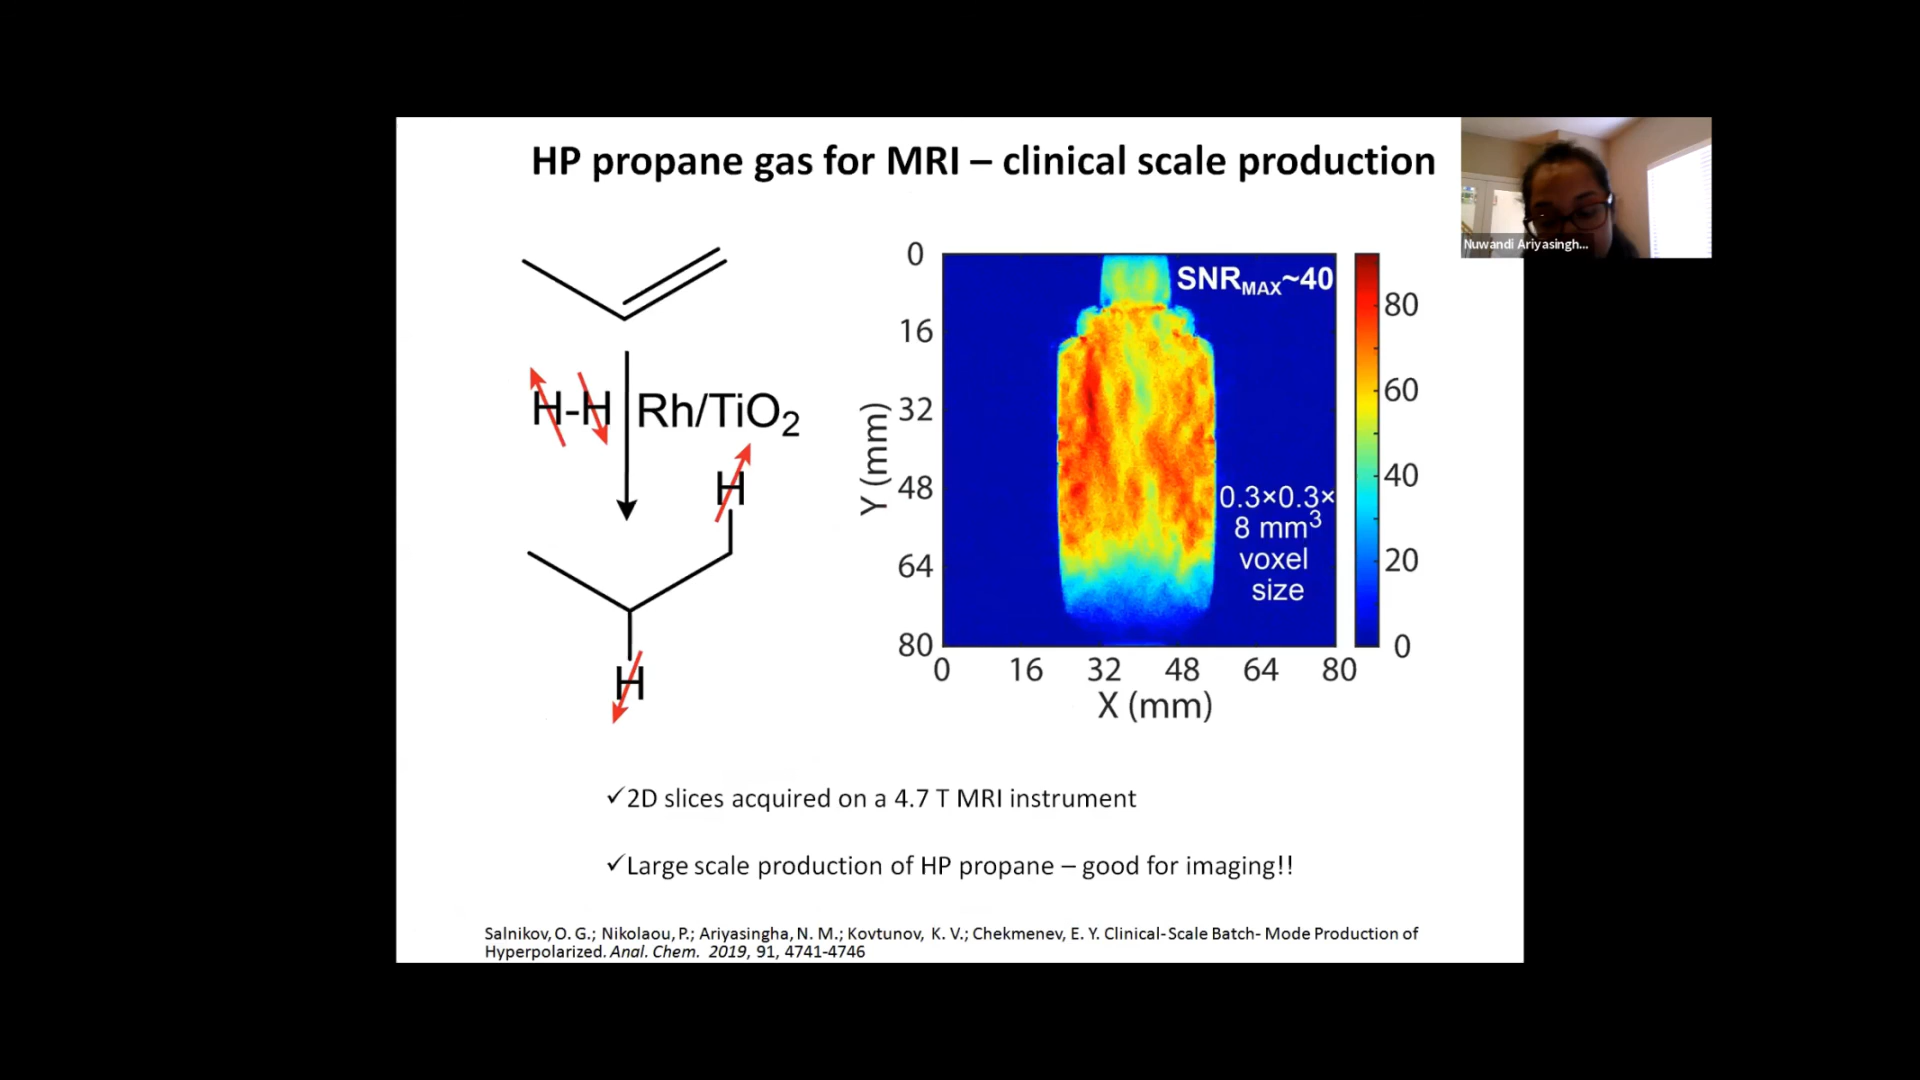 HP propane gas for MRI – clinical scale production
Nuwandi Ariyasingh...
H-H
Rh/TiO2
H
H
0
16
32
48
64
80
Y (mm)
SNRMAX~40
0.3×0.3×
8 mm3
voxel
size
0
16
32
48
64
80
X (mm)
80
60
40
20
0
✓2D slices acquired on a 4.7 T MRI instrument
✓Large scale production of HP propane – good for imaging!!
Salnikov, O. G.; Nikolaou, P.; Ariyasingha, N. M.; Kovtunov, K. V.; Chekmenev, E. Y. Clinical-Scale Batch- Mode Production of
Hyperpolarized. Anal. Chem. 2019, 91, 4741-4746